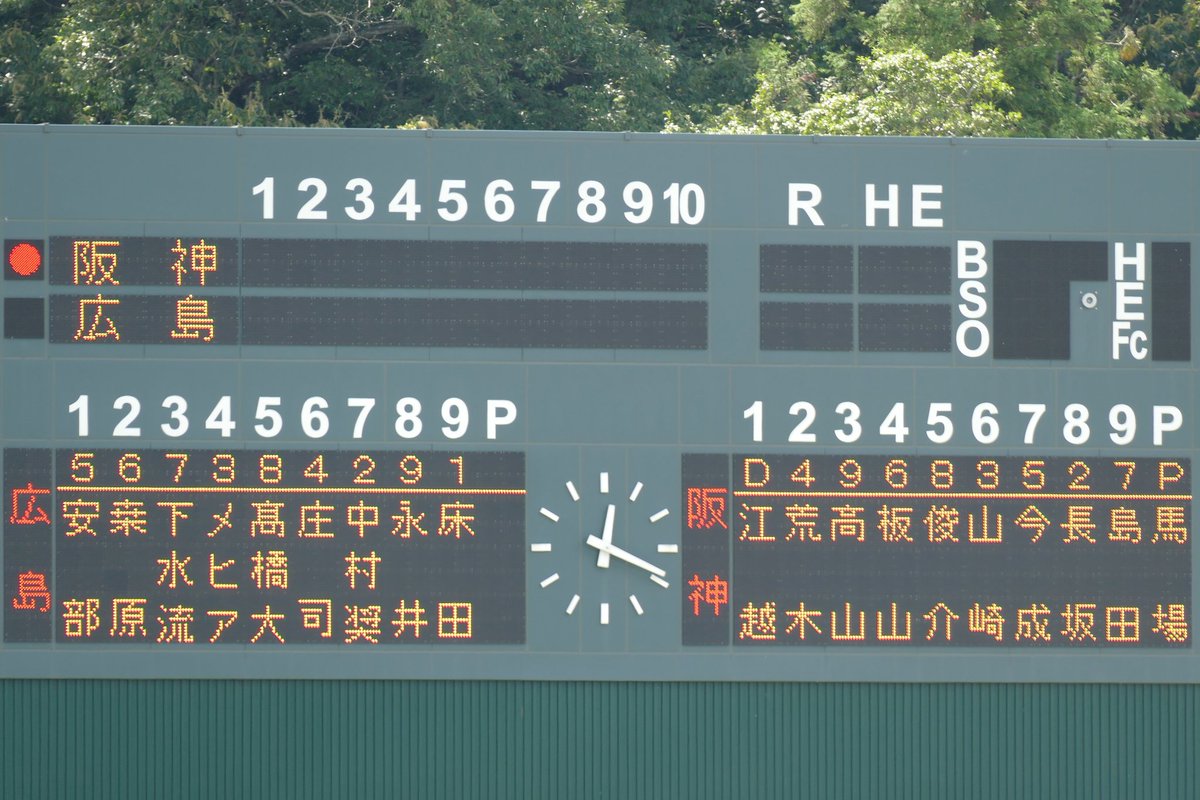 1 2 3 4 5 6 7 8 9 10 R H E
阪神
広島
B
S
O
H
E
Fc
1 2 3 4 5 6 7 8 9 P
広島
5 6 7 3 8 4 2 9 1
安部
桒原
下水流
メヒア
髙橋大
庄司
中村奨
永井
床田
1 2 3 4 5 6 7 8 9 P
阪神
D 4 9 6 8 3 5 2 7 P
江越
荒木
高山
板山
俊介
山崎
今成
長坂
島田
馬場